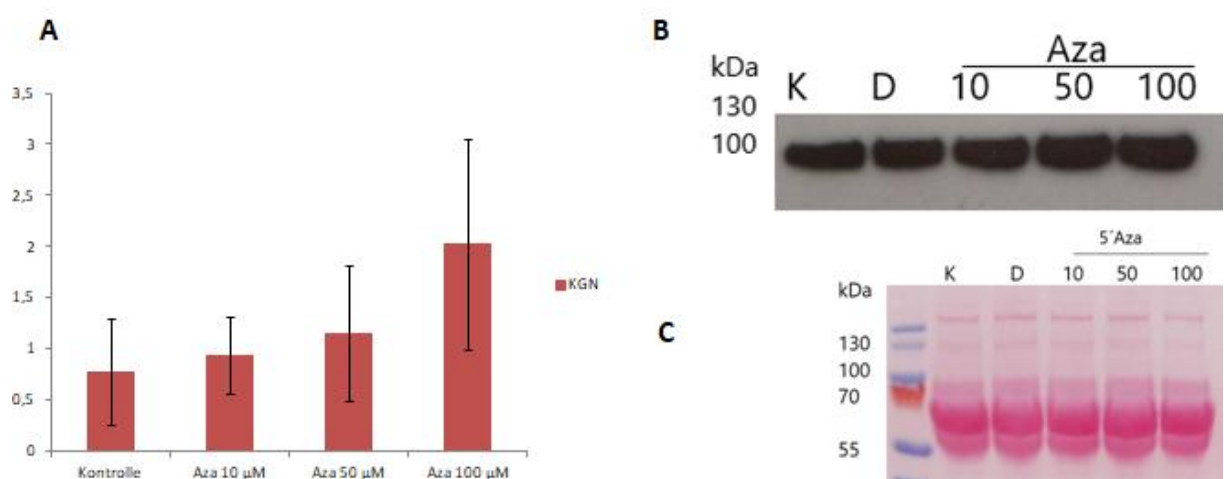 A
3,5
3
2,5
2
1,5
1
0,5
0
Kontrolle Aza 10 µM Aza 50 µM Aza 100 µM
KGN
B
Aza
kDa K D 10 50 100
130
100
C
5´Aza
K D 10 50 100
kDa
130
100
70
55